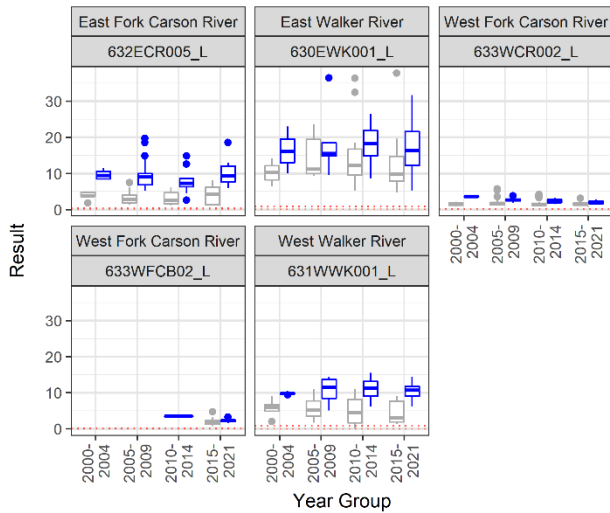 East Fork Carson River
East Walker River
West Fork Carson River
632ECR005_L
630EWK001_L
633WCR002_L
30
20
10
0
West Fork Carson River
West Walker River
633WFCB02_L
631WWK001_L
2000-
2004
2005-
2009
2010-
2014
2015-
2021
30
20
10
0
2000-
2004
2005-
2009
2010-
2014
2015-
2021
2000-
2004
2005-
2009
2010-
2014
2015-
2021
Result
Year Group